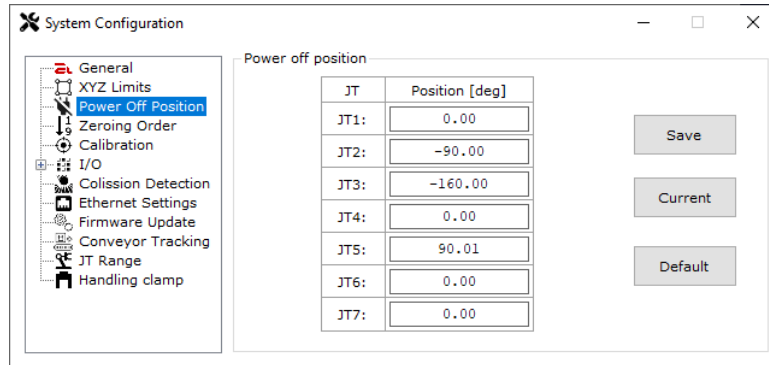 System Configuration
General
XYZ Limits
Power Off Position
Zeroing Order
Calibration
I/O
Colission Detection
Ethernet Settings
Firmware Update
Conveyor Tracking
JT Range
Handling clamp
Power off position
JT Position [deg]
JT1: 0.00
JT2: -90.00
JT3: -160.00
JT4: 0.00
JT5: 90.01
JT6: 0.00
JT7: 0.00
Save
Current
Default